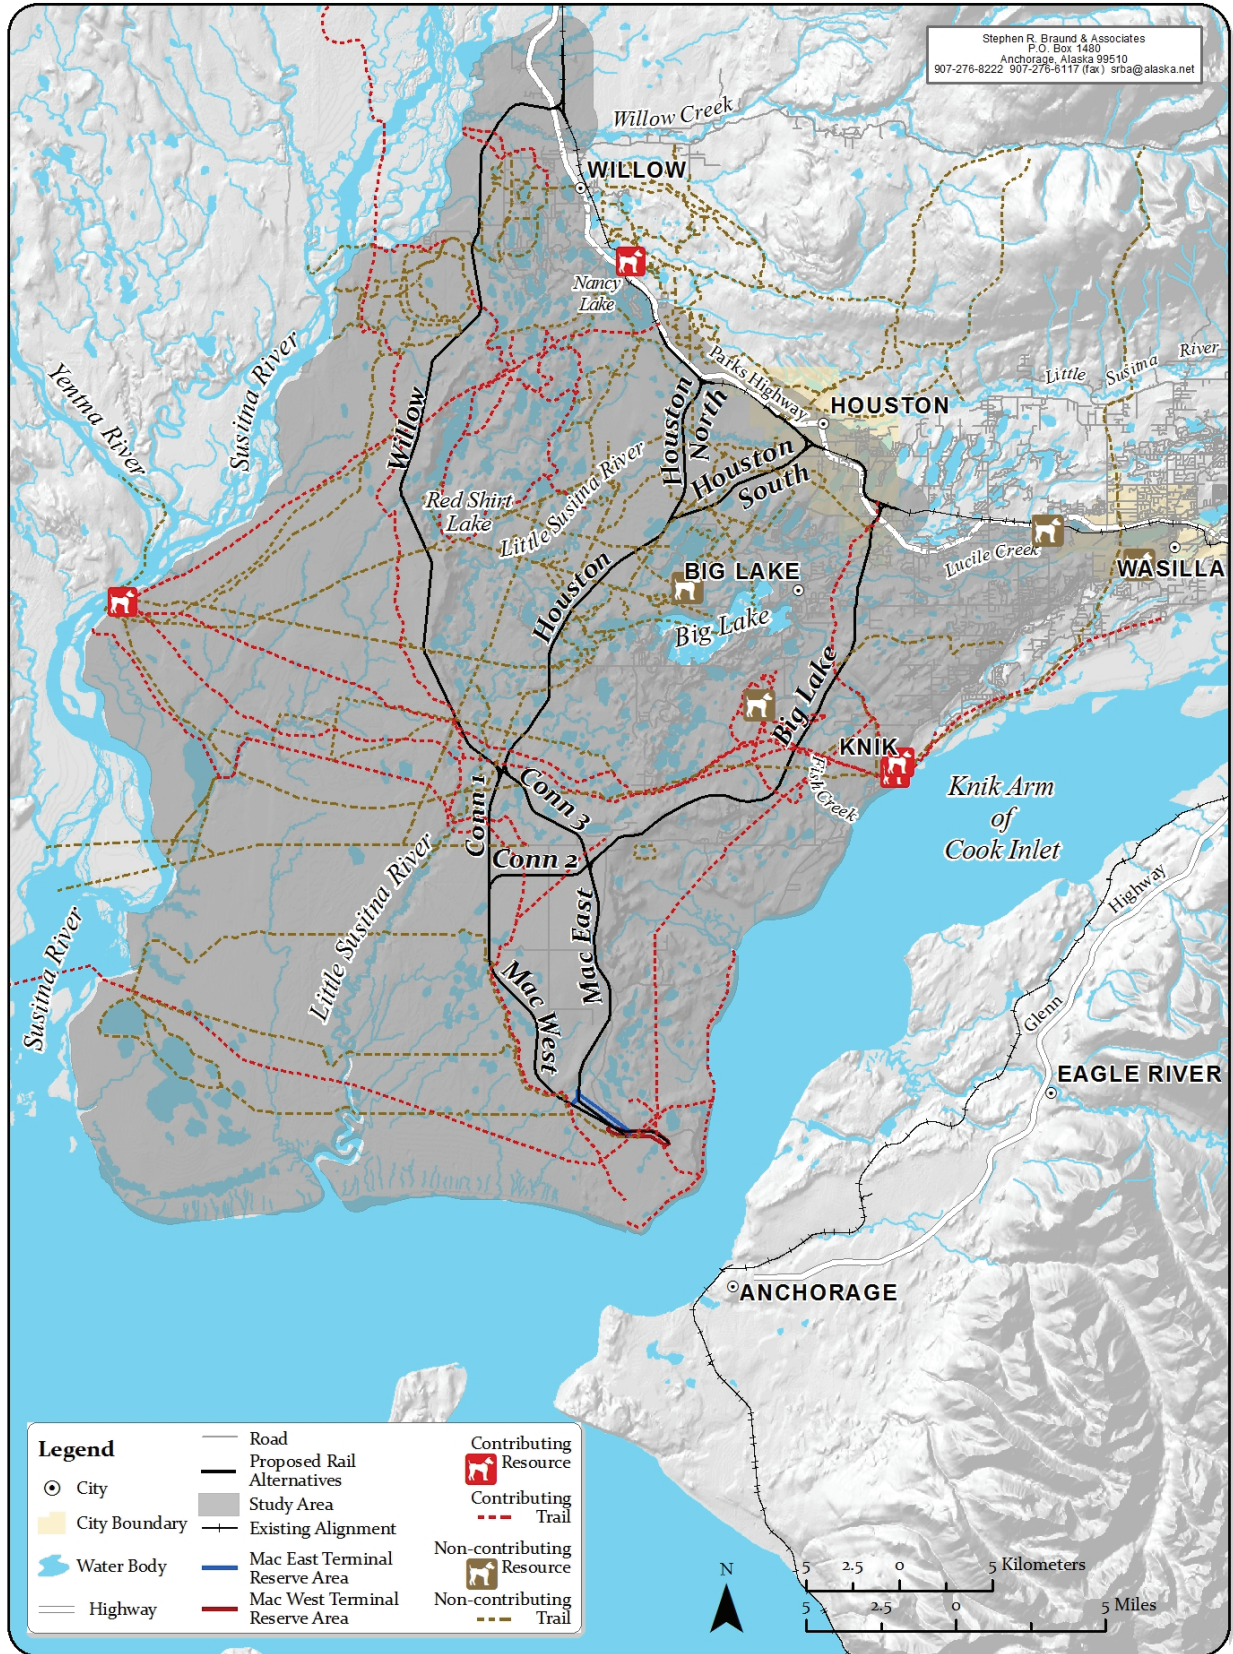 Stephen R. Braund & Associates
P.O. Box 1480
Anchorage, Alaska 99510
907-276-8222 907-276-6117 (fax) srba@alaska.net
Willow Creek
WILLOW
Nancy
Lake
Parks Highway
Little Susitna River
HOUSTON
Yentna River
Susitna River
Willow
Houston
North
Houston
South
Red Shirt
Lake
Little Susitna River
Lucile Creek
WASILLA
BIG LAKE
Big Lake
Houston
Big Lake
KNIK
Fish Creek
Knik Arm
of
Cook Inlet
Conn 1
Conn 3
Conn 2
Highway
Glenn
Little Susitna River
Susitna River
Mac East
Mac West
EAGLE RIVER
ANCHORAGE
Legend
City
City Boundary
Water Body
Highway
Road
Proposed Rail
Alternatives
Study Area
Existing Alignment
Mac East Terminal
Reserve Area
Mac West Terminal
Reserve Area
Contributing
Resource
Contributing
Trail
Non-contributing
Resource
Non-contributing
Trail
N
5 2.5 0 5 Kilometers
5 2.5 0 5 Miles